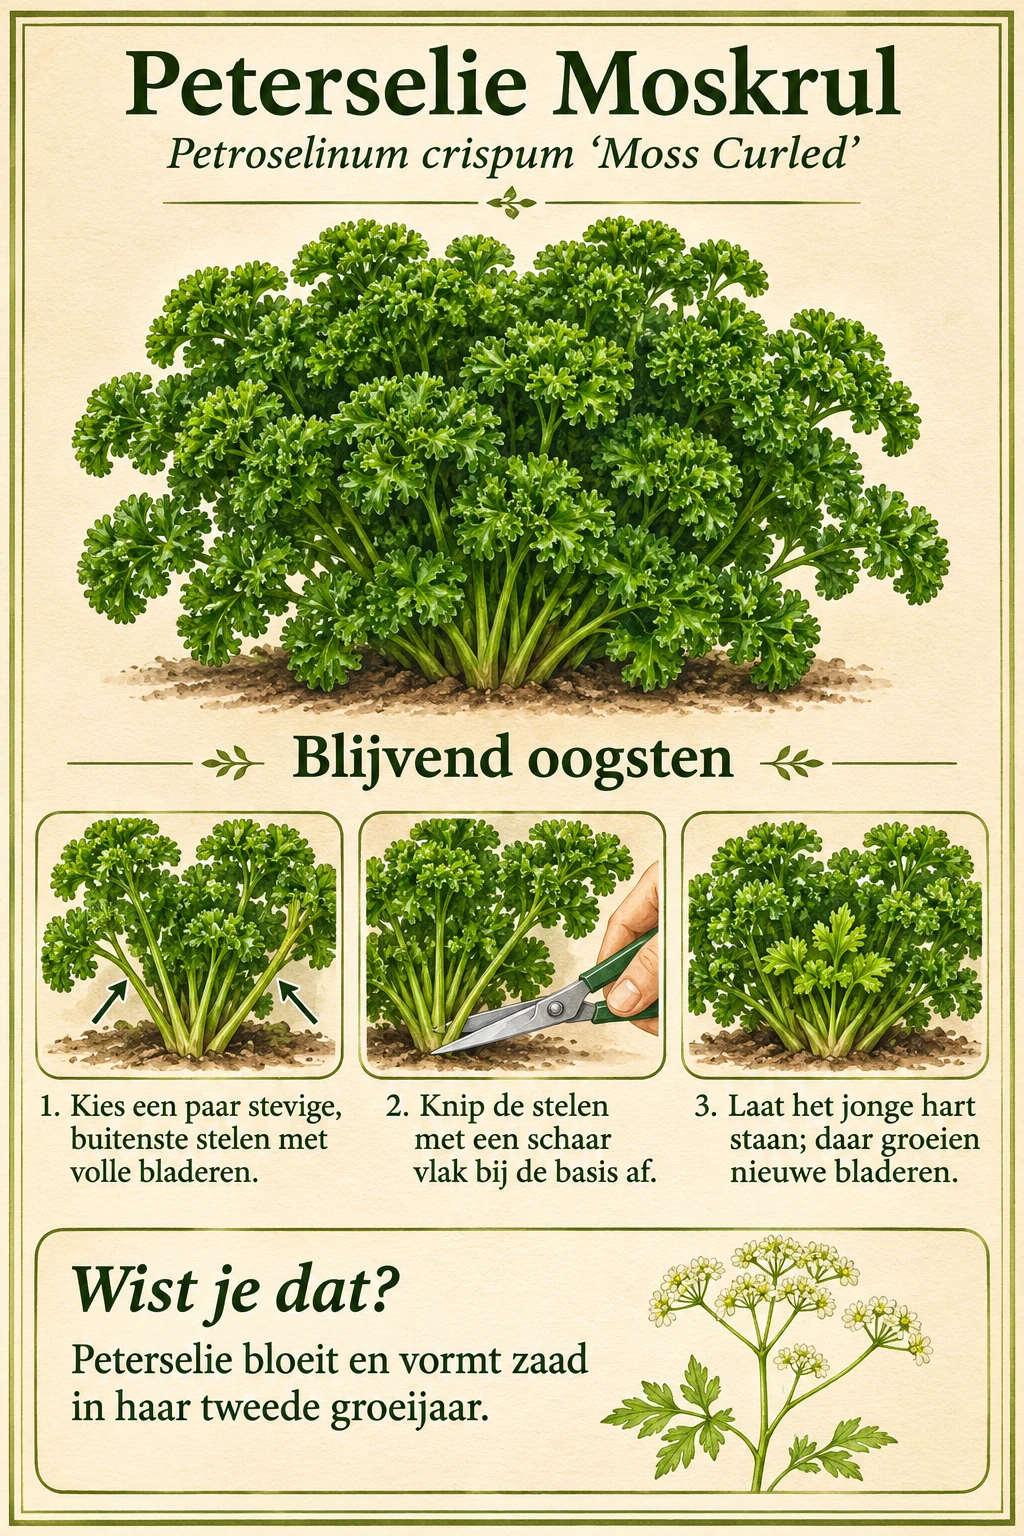 Peterselie Moskrul
Petroselinum crispum ‘Moss Curled’
Blijvend oogsten
1. Kies een paar stevige,
buitenste stelen met
volle bladeren.
2. Knip de stelen
met een schaar
vlak bij de basis af.
3. Laat het jonge hart
staan; daar groeien
nieuwe bladeren.
Wist je dat?
Peterselie bloeit en vormt zaad
in haar tweede groeijaar.